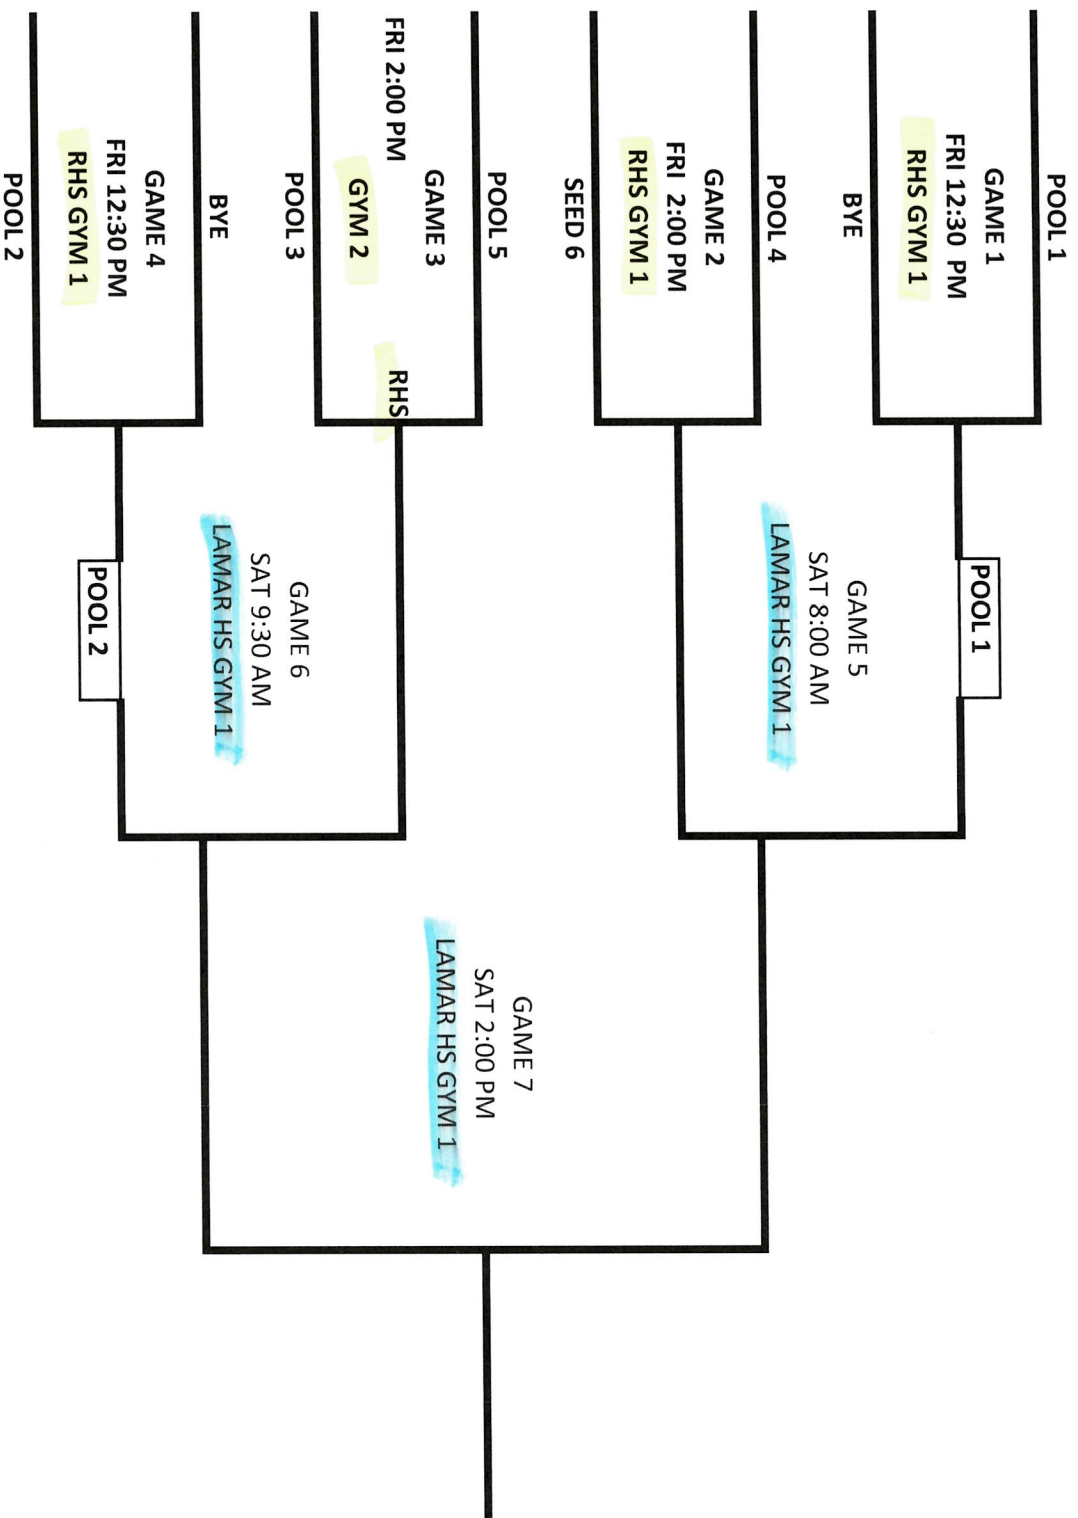 POOL 1
GAME 1
FRI 12:30 PM
RHS GYM 1
BYE
POOL 4
GAME 2
FRI 2:00 PM
RHS GYM 1
SEED 6
POOL 5
GAME 3
FRI 2:00 PM RHS
GYM 2
POOL 3
BYE
GAME 4
FRI 12:30 PM
RHS GYM 1
POOL 2
POOL 1
GAME 5
SAT 8:00 AM
LAMAR HS GYM 1
GAME 6
SAT 9:30 AM
LAMAR HS GYM 1
POOL 2
GAME 7
SAT 2:00 PM
LAMAR HS GYM 1